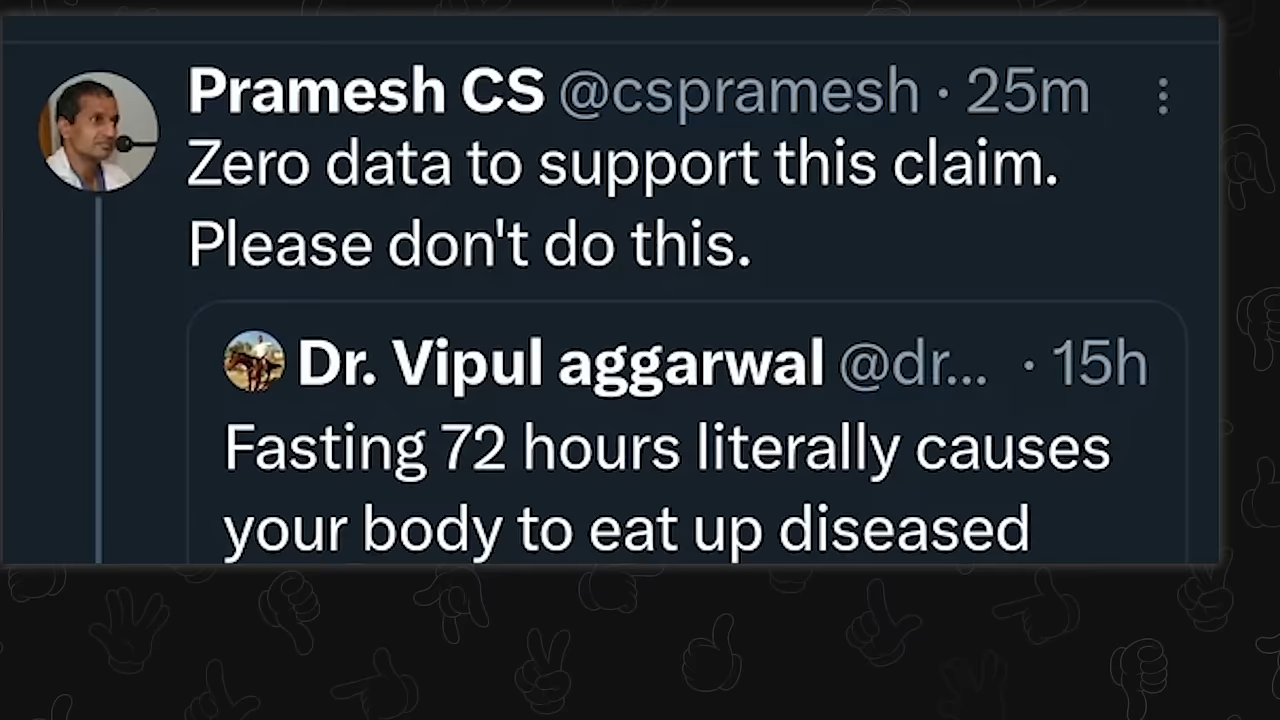 Pramesh CS @cspramesh · 25m
Zero data to support this claim.
Please don't do this.
Dr. Vipul aggarwal @dr... · 15h
Fasting 72 hours literally causes
your body to eat up diseased